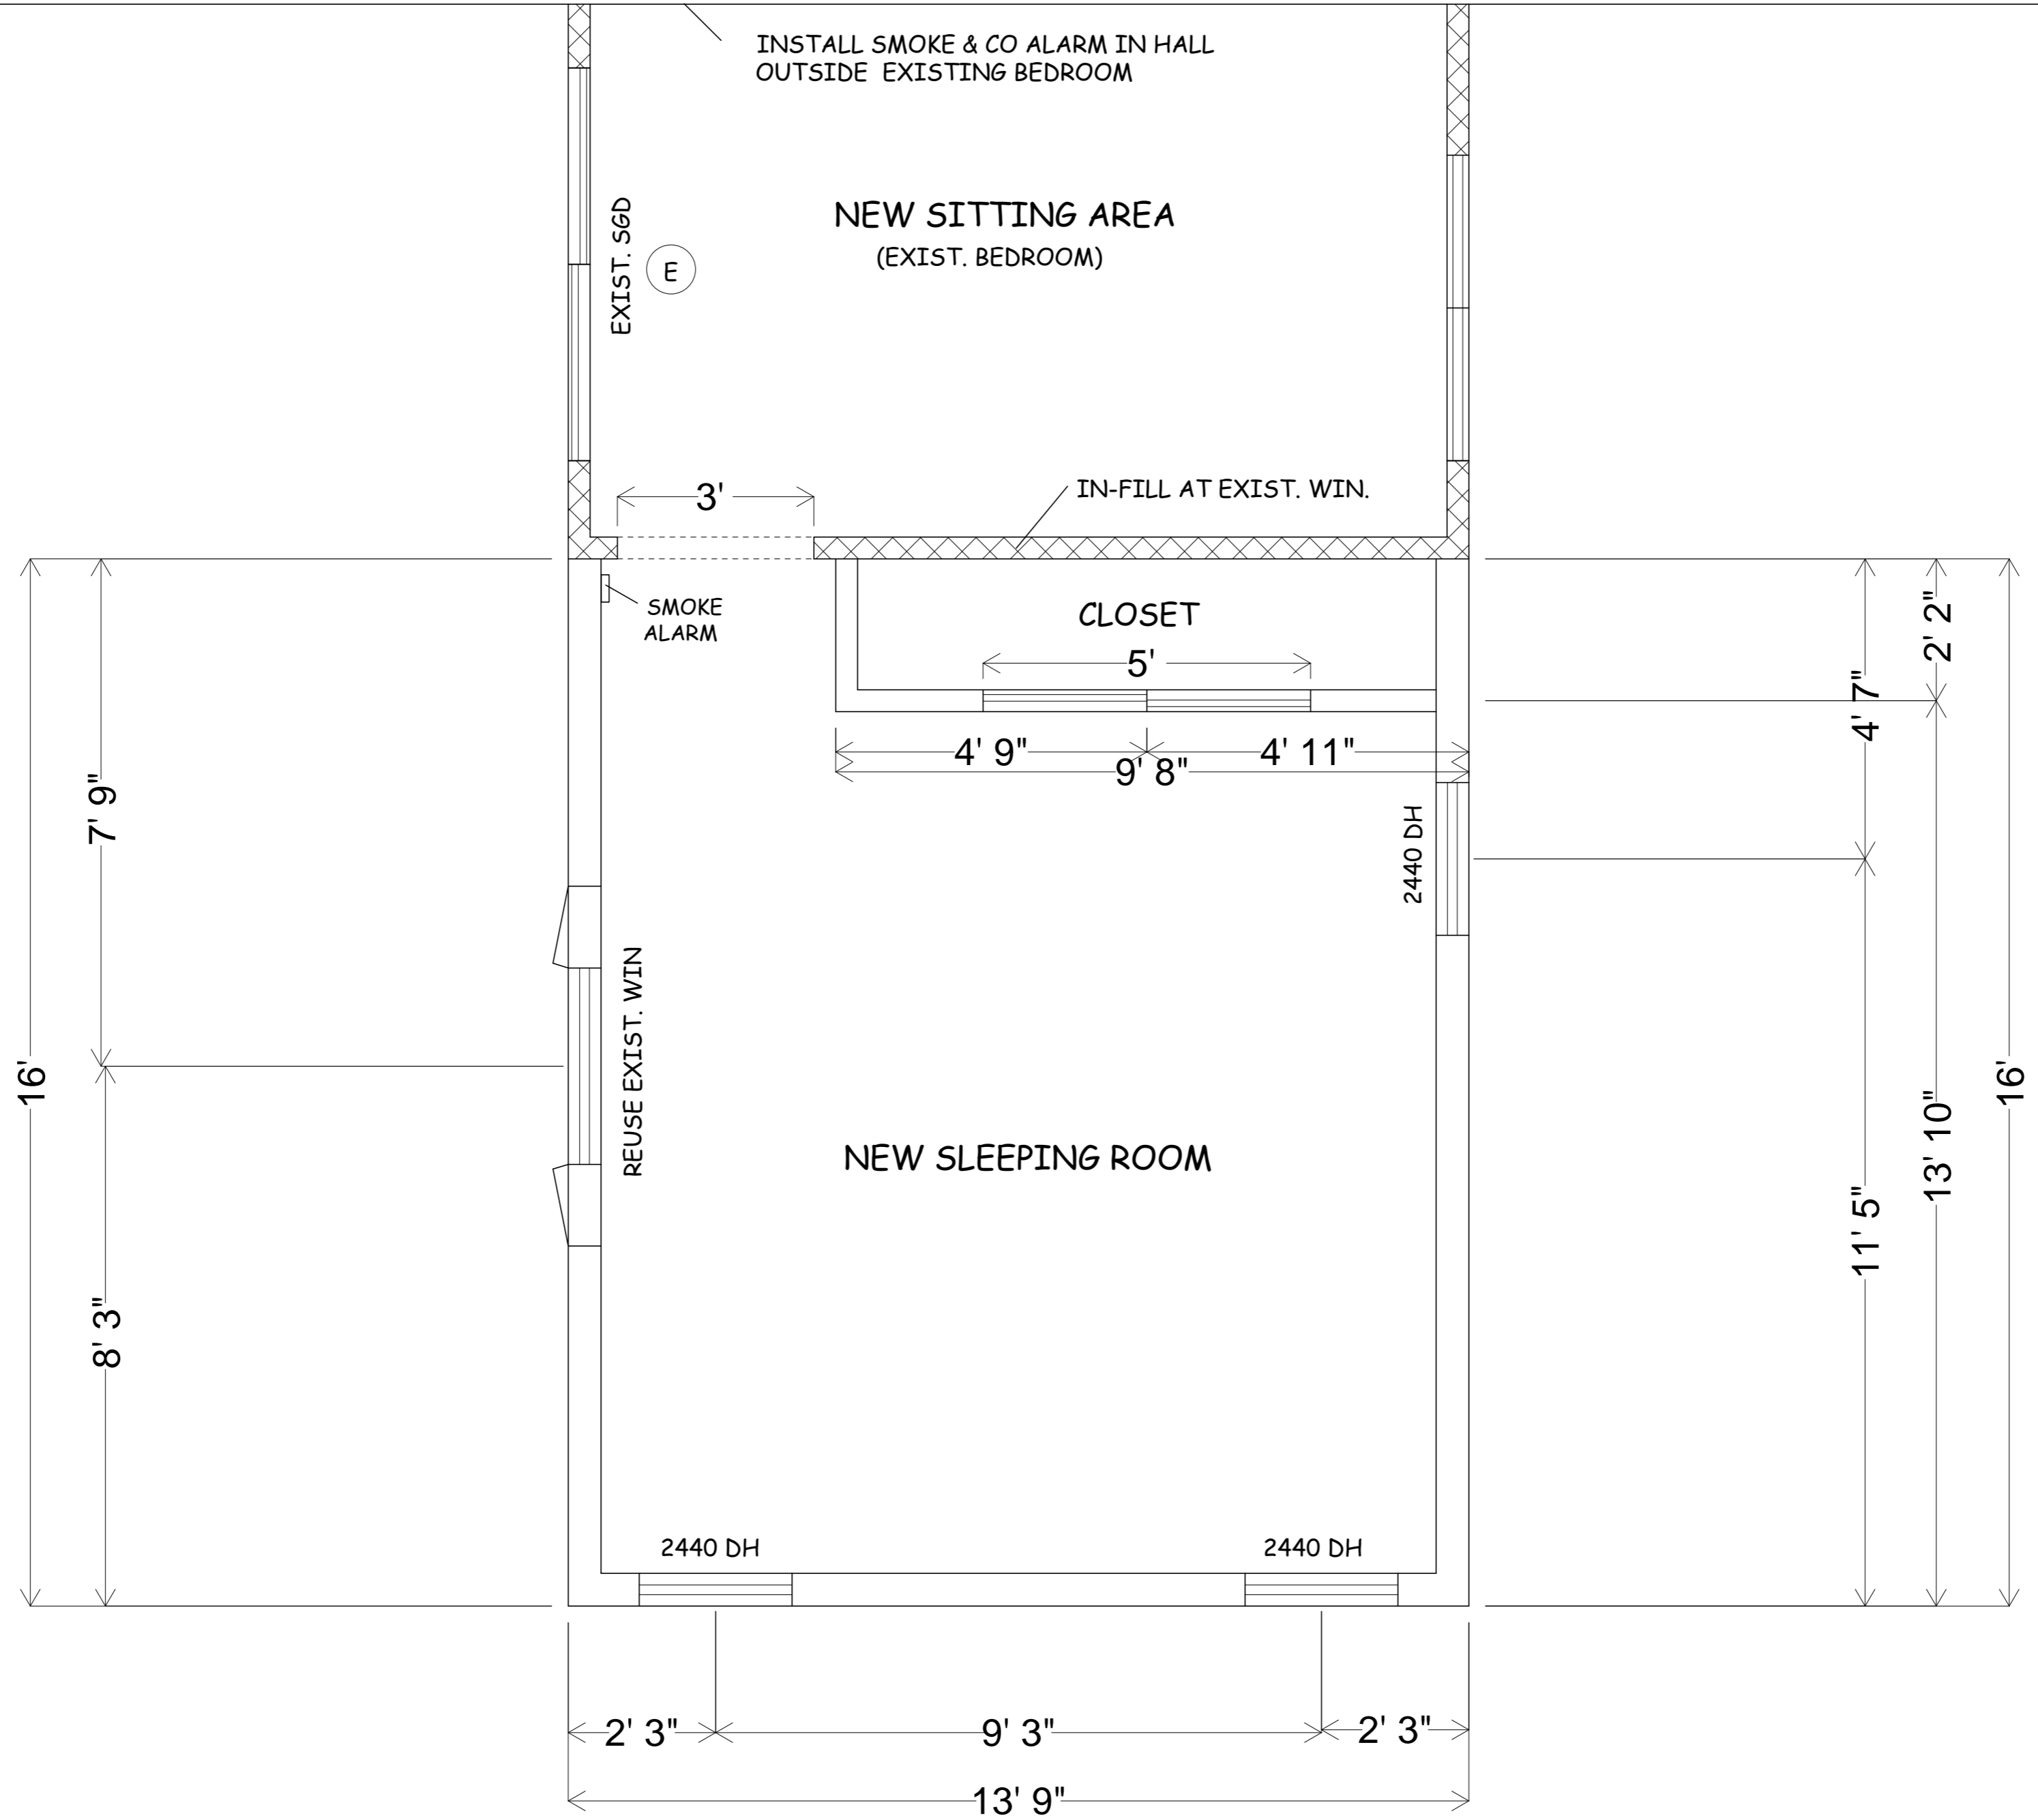 INSTALL SMOKE & CO ALARM IN HALL
OUTSIDE EXISTING BEDROOM
NEW SITTING AREA
(EXIST. BEDROOM)
EXIST. SGD
E
3'
IN-FILL AT EXIST. WIN.
SMOKE
ALARM
CLOSET
5'
4' 9"
4' 11"
9' 8"
2' 2"
4' 7"
7' 9"
2440 DH
REUSE EXIST. WIN
16'
16'
13' 10"
NEW SLEEPING ROOM
11' 5"
8' 3"
2440 DH
2440 DH
2' 3"
9' 3"
2' 3"
13' 9"